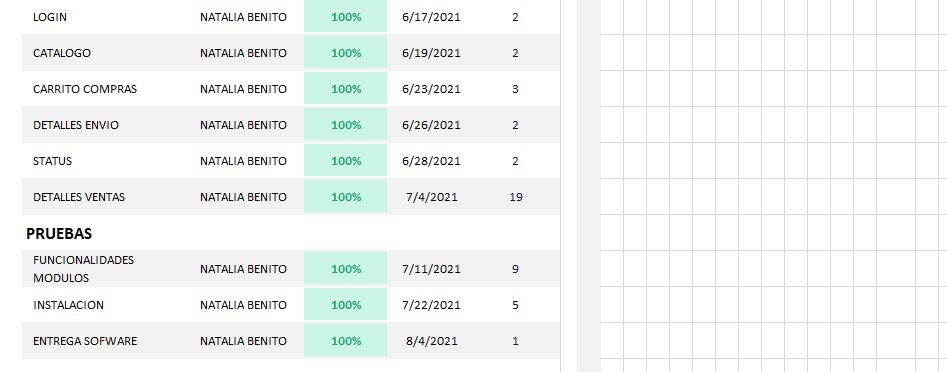 LOGIN NATALIA BENITO 100% 6/17/2021 2
CATALOGO NATALIA BENITO 100% 6/19/2021 2
CARRITO COMPRAS NATALIA BENITO 100% 6/23/2021 3
DETALLES ENVIO NATALIA BENITO 100% 6/26/2021 2
STATUS NATALIA BENITO 100% 6/28/2021 2
DETALLES VENTAS NATALIA BENITO 100% 7/4/2021 19
PRUEBAS
FUNCIONALIDADES
MODULOS NATALIA BENITO 100% 7/11/2021 9
INSTALACION NATALIA BENITO 100% 7/22/2021 5
ENTREGA SOFWARE NATALIA BENITO 100% 8/4/2021 1